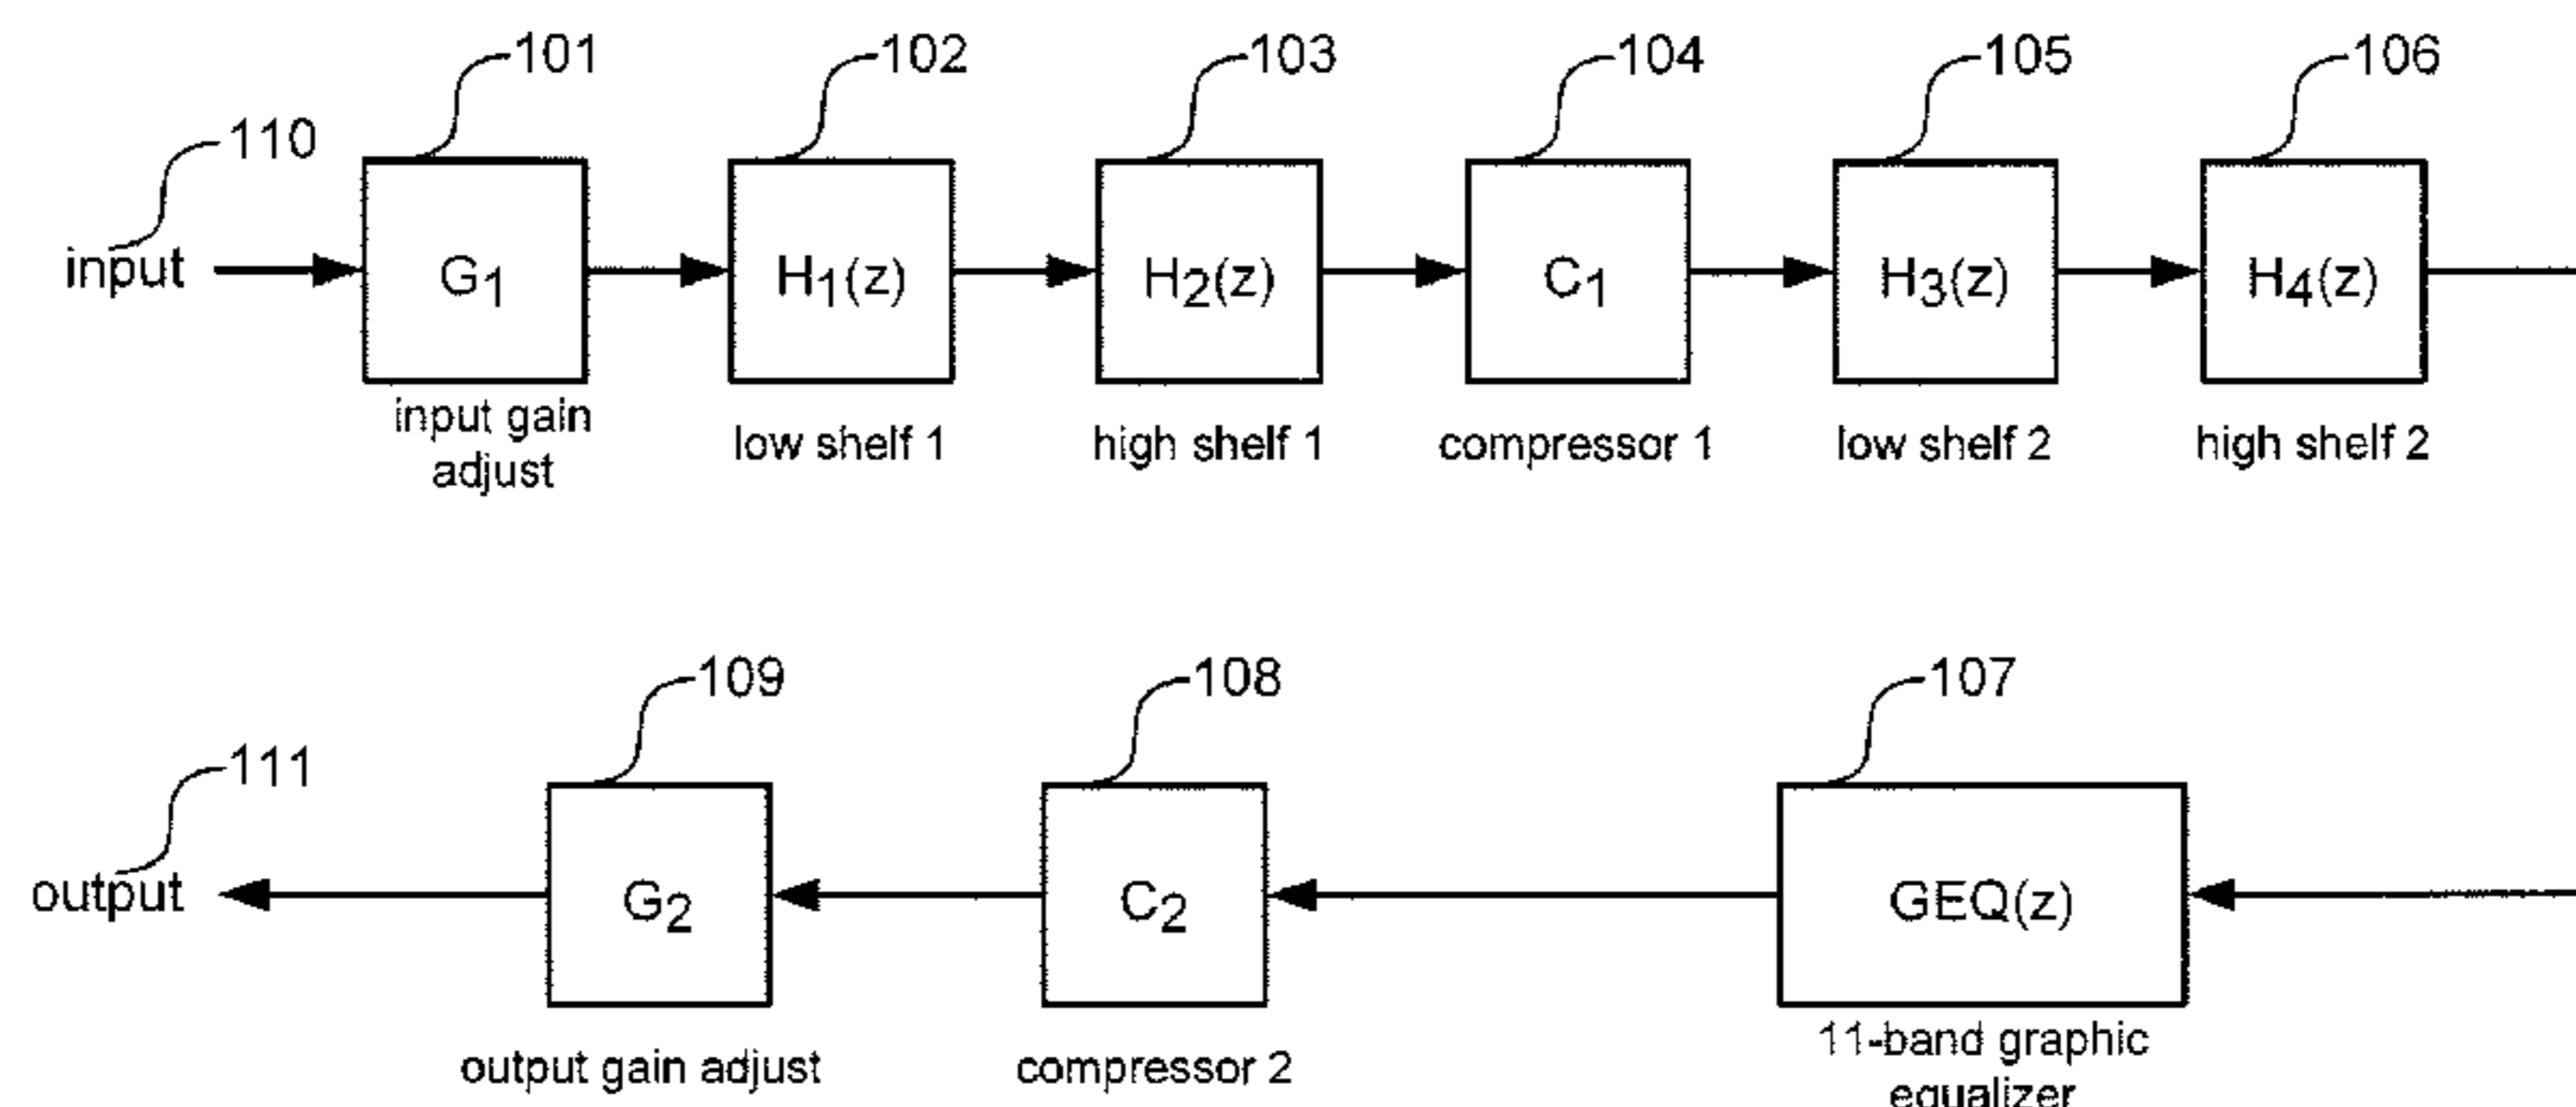 101
102
103
104
105
106
110
input
G1
H1(z)
H2(z)
C1
H3(z)
H4(z)
input gain
adjust
low shelf 1
high shelf 1
compressor 1
low shelf 2
high shelf 2
109
108
107
111
output
G2
C2
GEQ(z)
output gain adjust
compressor 2
11-band graphic
equalizer